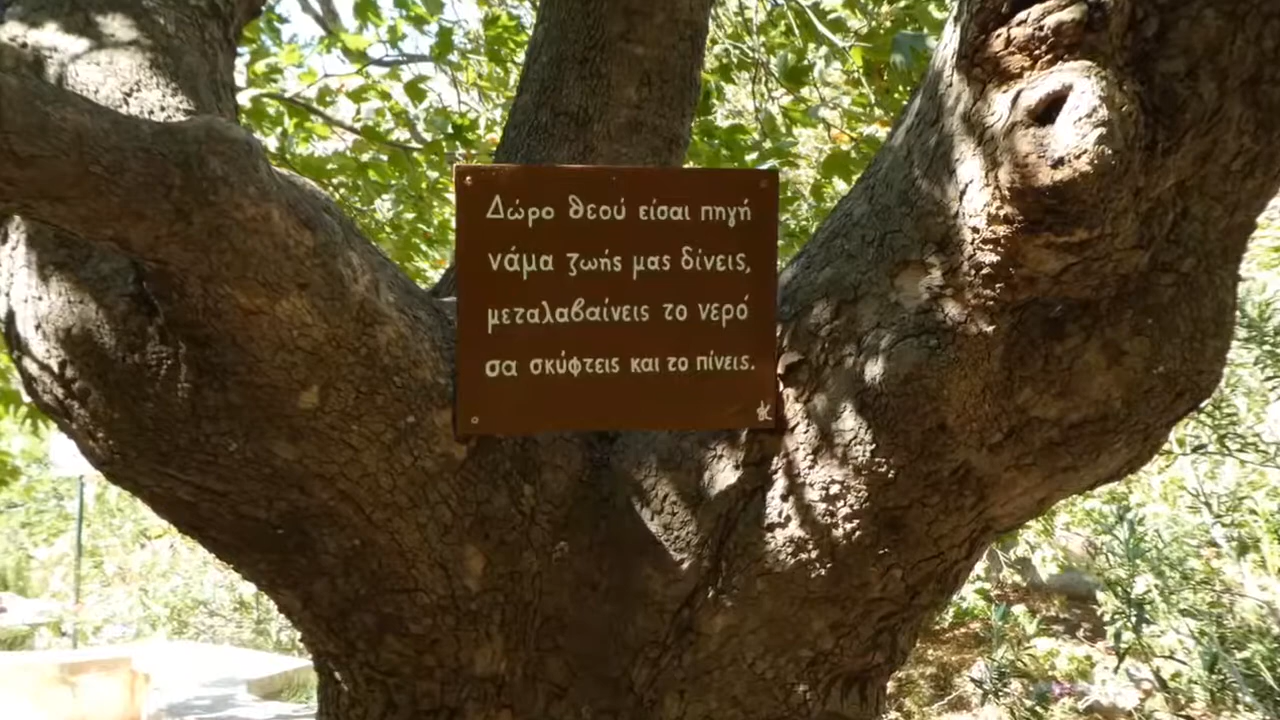 Δώρο θεού είσαι πηγή
νάμα ζωής μας δίνεις,
μεταλαβαίνεις το νερό
σα σκύφτεις και το πίνεις.